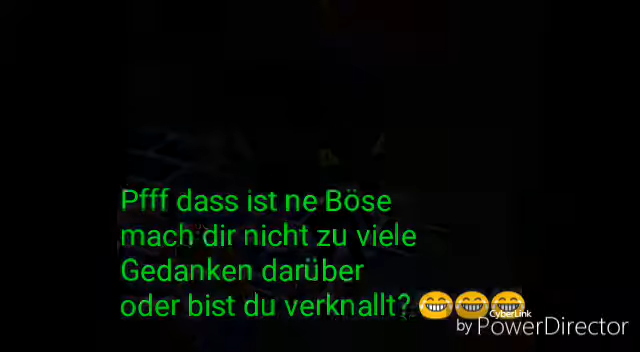 Pfff dass ist ne Böse
mach dir nicht zu viele
Gedanken darüber
oder bist du verknallt? 😂😂😂
CyberLink
by PowerDirector